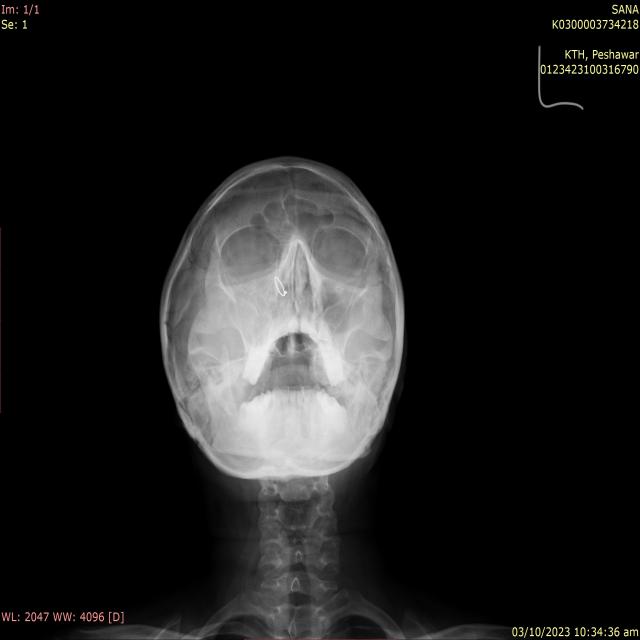 Im: 1/1
Se: 1
SANA
K0300003734218
KTH, Peshawar
0123423100316790
WL: 2047 WW: 4096 [D]
03/10/2023 10:34:36 am